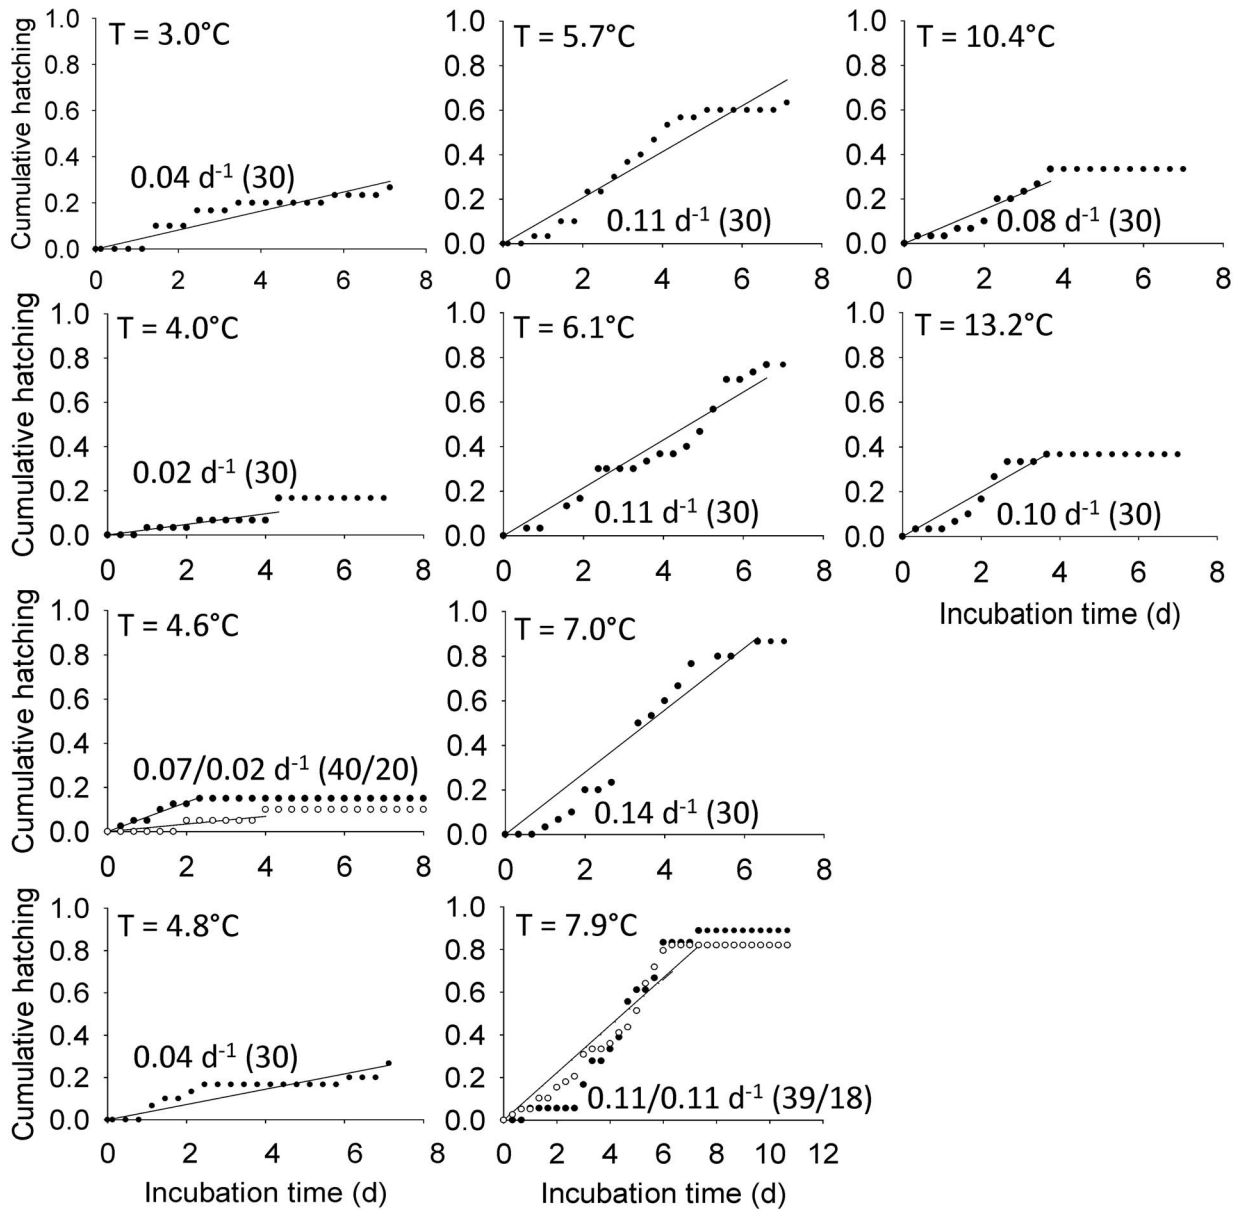 Cumulative hatching
1.0
0.8
0.6
0.4
0.2
0.0
T = 3.0°C
0.04 d-1 (30)
0 2 4 6 8
1.0
0.8
0.6
0.4
0.2
0.0
T = 5.7°C
0.11 d-1 (30)
0 2 4 6 8
1.0
0.8
0.6
0.4
0.2
0.0
T = 10.4°C
0.08 d-1 (30)
0 2 4 6 8
Cumulative hatching
1.0
0.8
0.6
0.4
0.2
0.0
T = 4.0°C
0.02 d-1 (30)
0 2 4 6 8
1.0
0.8
0.6
0.4
0.2
0.0
T = 6.1°C
0.11 d-1 (30)
0 2 4 6 8
1.0
0.8
0.6
0.4
0.2
0.0
T = 13.2°C
0.10 d-1 (30)
0 2 4 6 8
Incubation time (d)
Cumulative hatching
1.0
0.8
0.6
0.4
0.2
0.0
T = 4.6°C
0.07/0.02 d-1 (40/20)
0 2 4 6 8
1.0
0.8
0.6
0.4
0.2
0.0
T = 7.0°C
0.14 d-1 (30)
0 2 4 6 8
Cumulative hatching
1.0
0.8
0.6
0.4
0.2
0.0
T = 4.8°C
0.04 d-1 (30)
0 2 4 6 8
Incubation time (d)
1.0
0.8
0.6
0.4
0.2
0.0
T = 7.9°C
0.11/0.11 d-1 (39/18)
0 2 4 6 8 10 12
Incubation time (d)